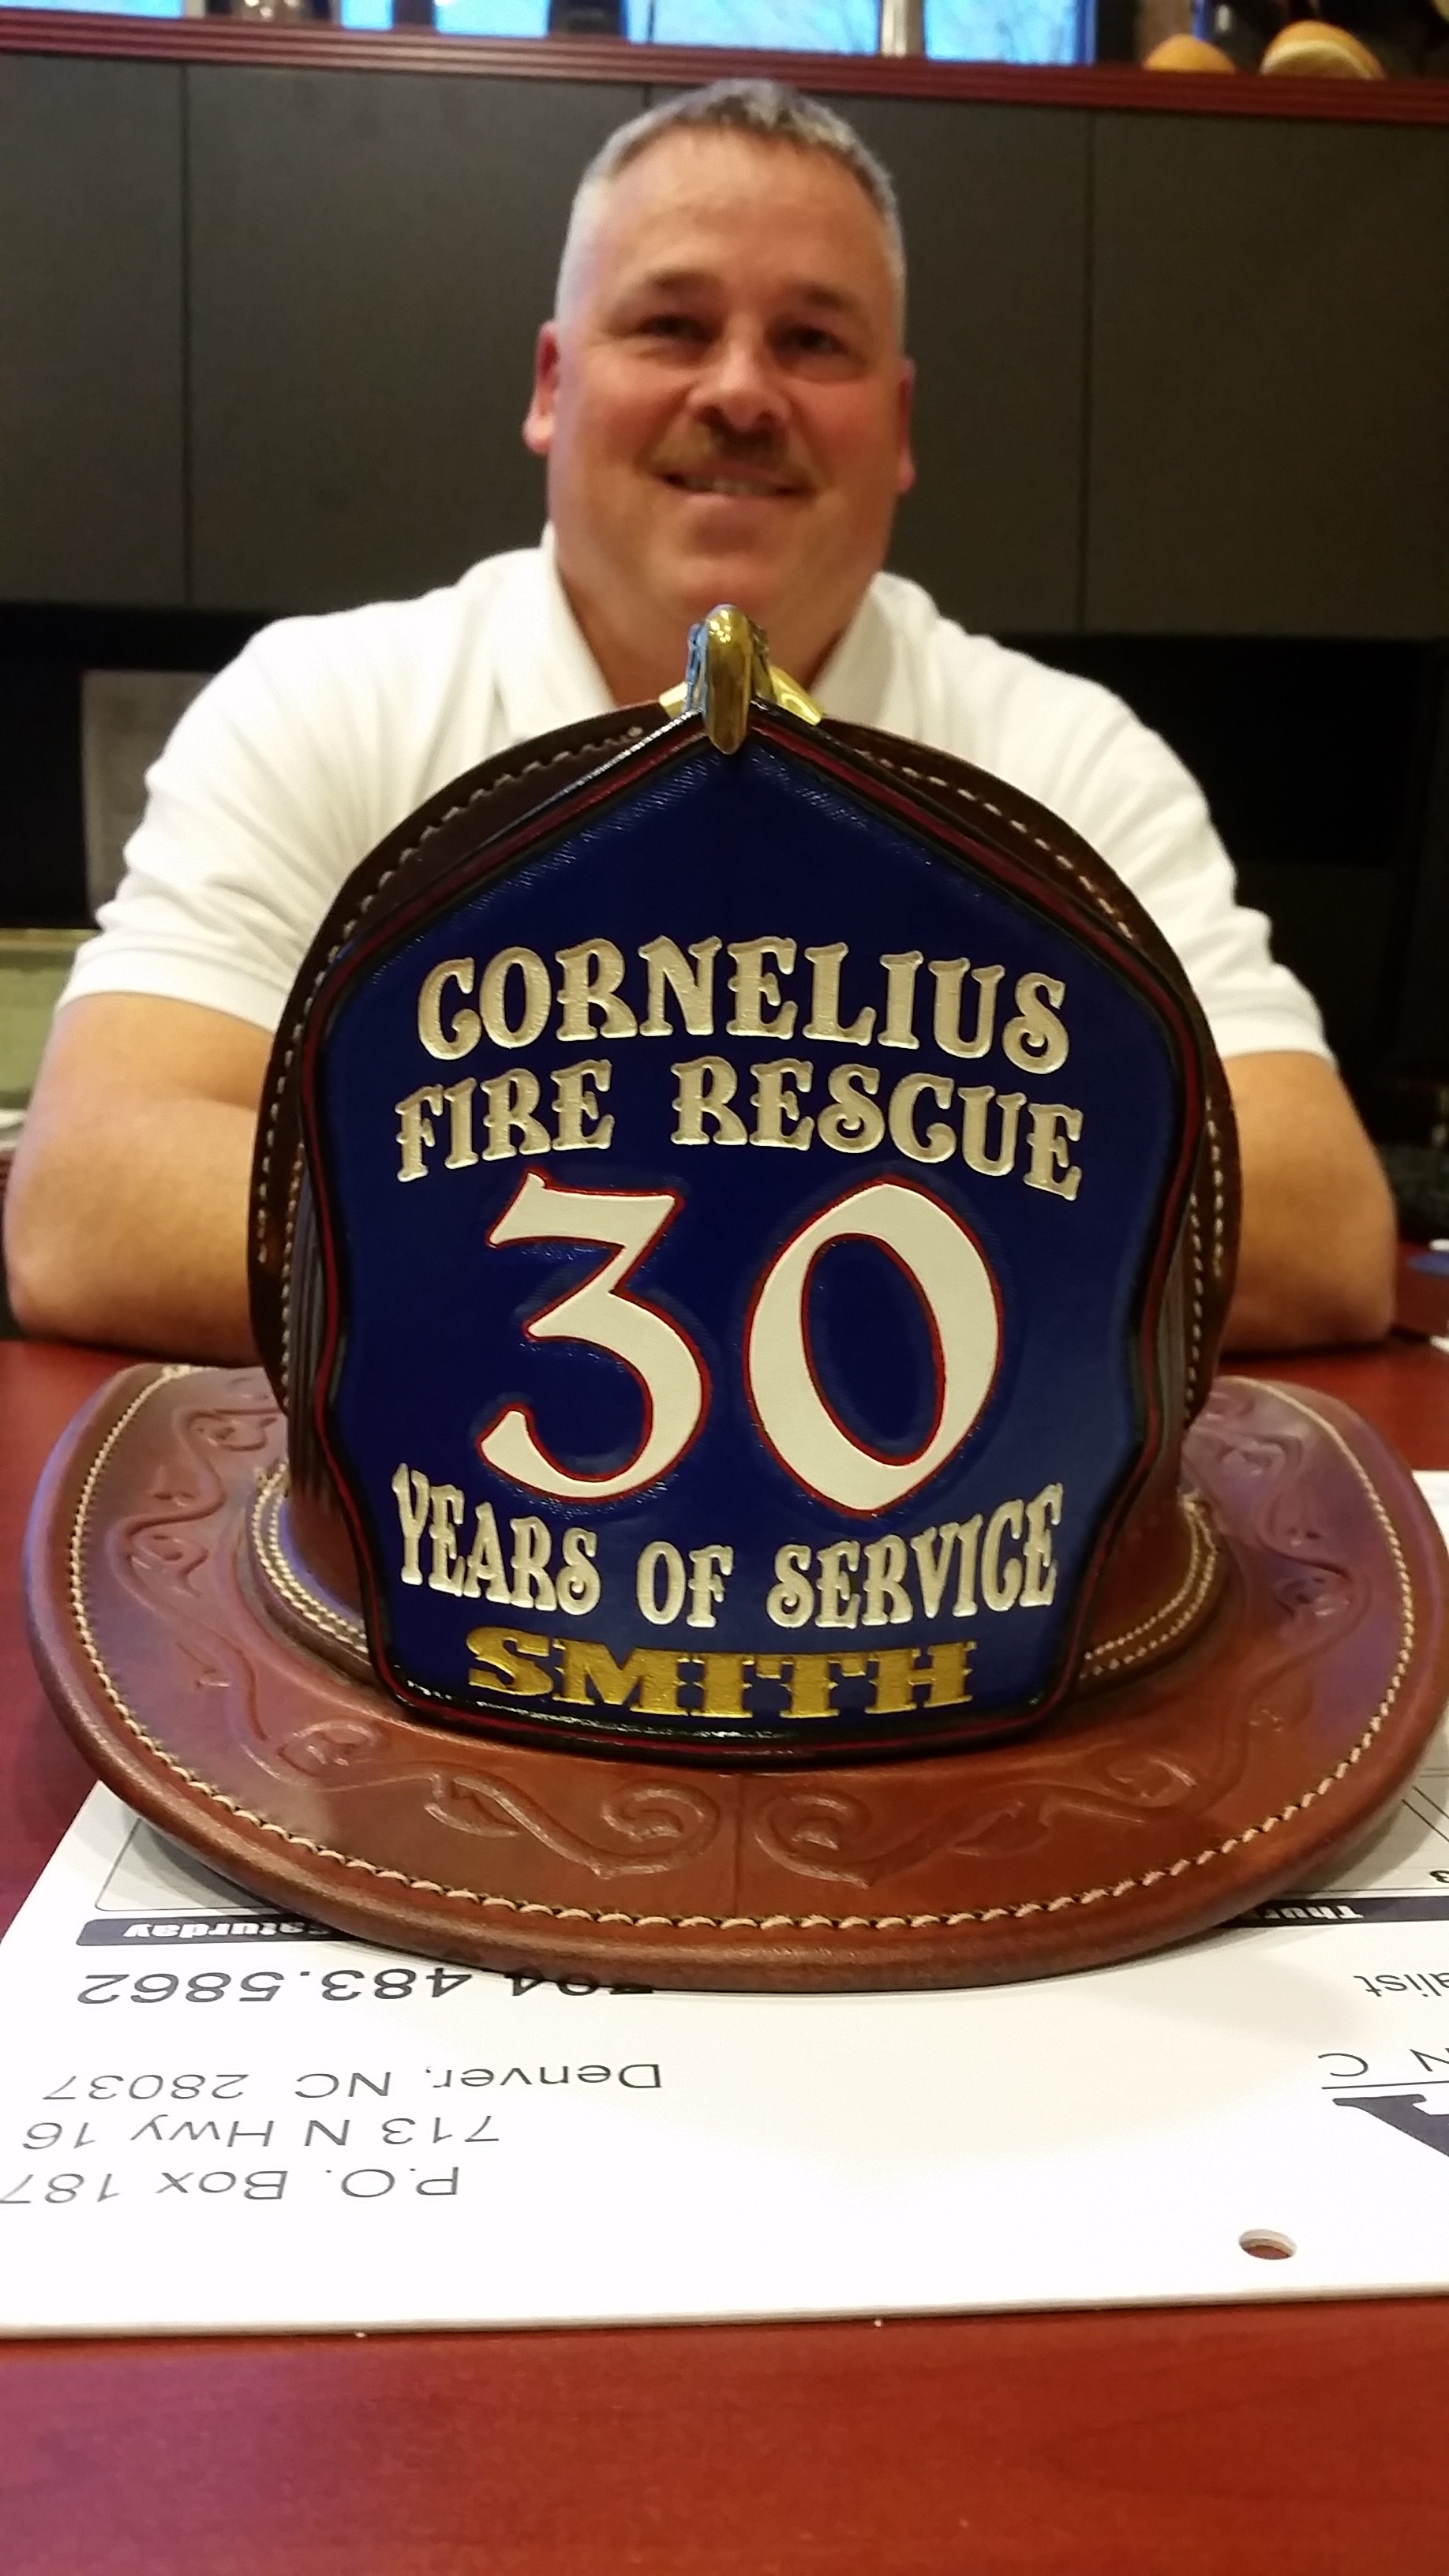 CORNELIUS
FIRE RESCUE
30
YEARS OF SERVICE
SMITH
P.O. Box 187
713 N Hwy 16
Denver, NC 28037
704.483.5862
Saturday
N C